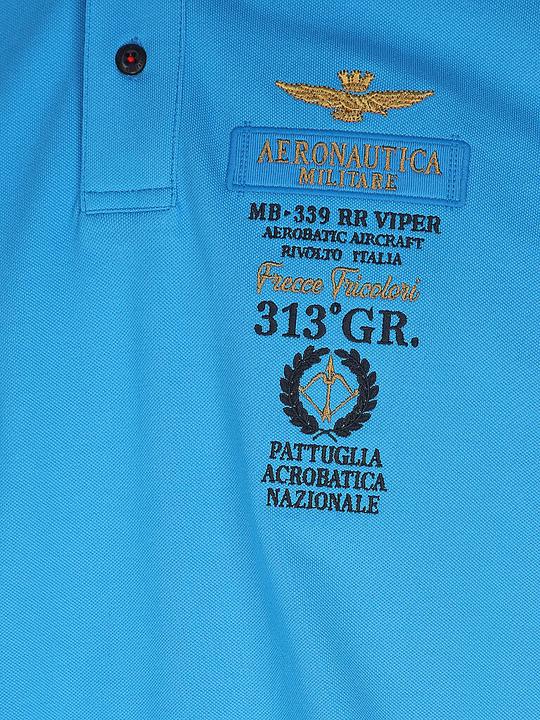 AERONAUTICA
MILITARE
MB-339 RR VIPER
AEROBATIC AIRCRAFT
RIVOLTO ITALIA
Frecce Tricolori
313°GR.
PATTUGLIA
ACROBATICA
NAZIONALE